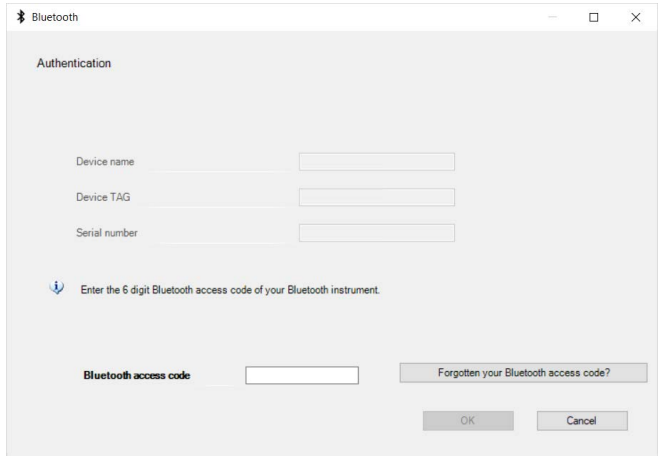 Bluetooth
Authentication
Device name
Device TAG
Serial number
Enter the 6 digit Bluetooth access code of your Bluetooth instrument.
Bluetooth access code
Forgotten your Bluetooth access code?
OK
Cancel